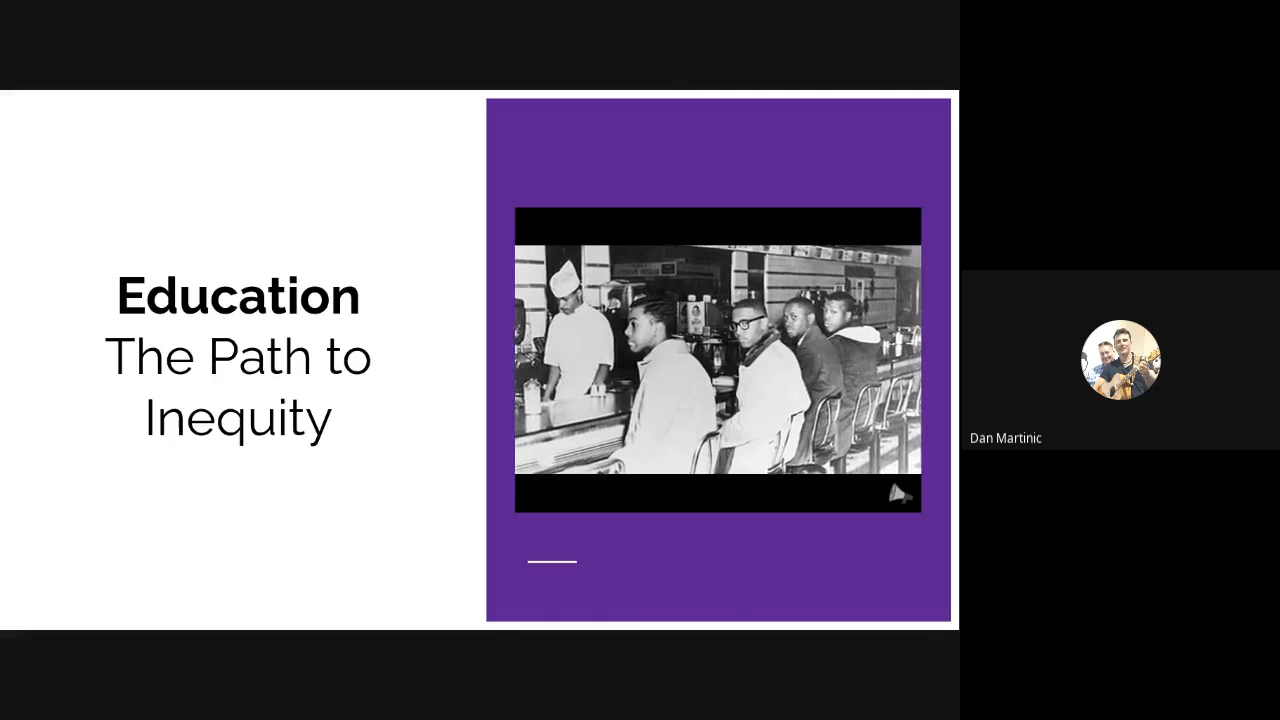 Education
The Path to
Inequity
Dan Martinic